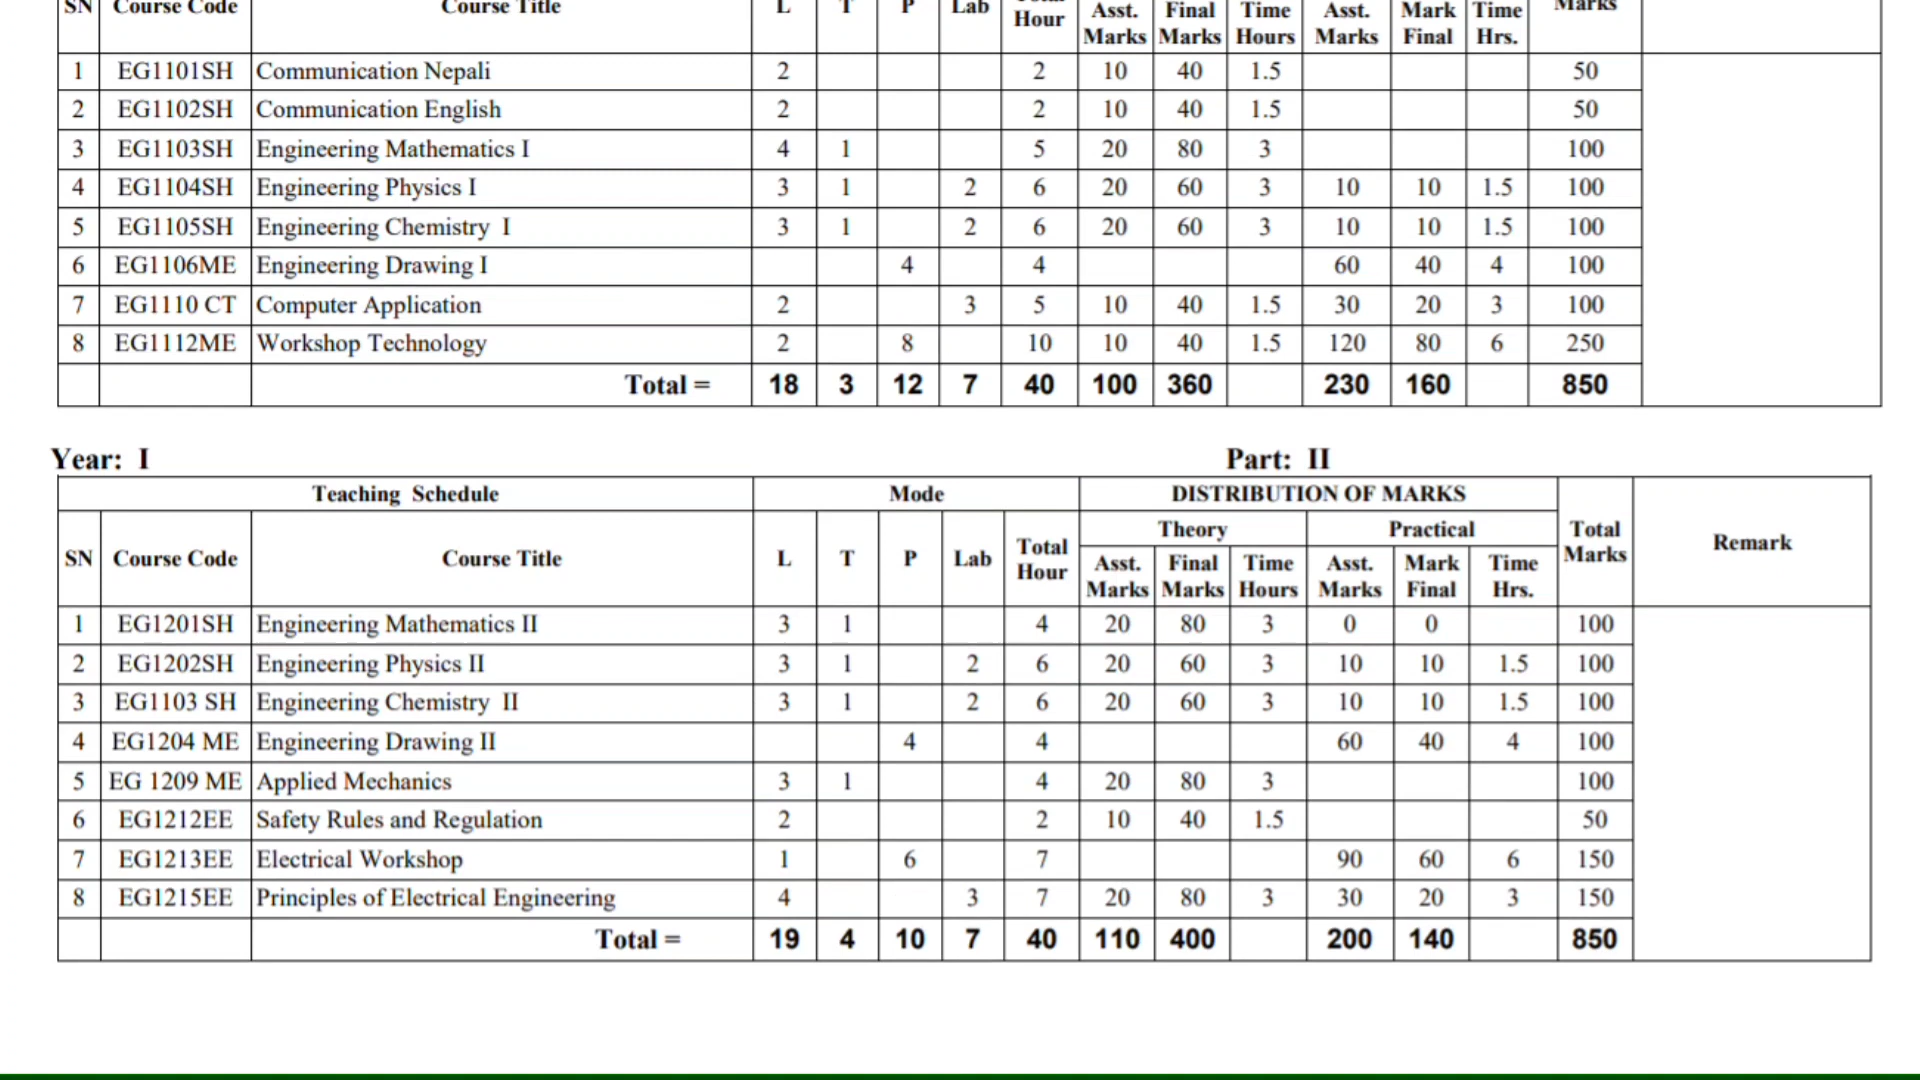 SN Course Code Course Title L T P Lab Hour Asst. Marks Final Marks Time Hours Asst. Marks Mark Final Time Hrs. Marks
1 EG1101SH Communication Nepali 2 2 10 40 1.5 50
2 EG1102SH Communication English 2 2 10 40 1.5 50
3 EG1103SH Engineering Mathematics I 4 1 5 20 80 3 100
4 EG1104SH Engineering Physics I 3 1 2 6 20 60 3 10 10 1.5 100
5 EG1105SH Engineering Chemistry I 3 1 2 6 20 60 3 10 10 1.5 100
6 EG1106ME Engineering Drawing I 4 4 60 40 4 100
7 EG1110 CT Computer Application 2 3 5 10 40 1.5 30 20 3 100
8 EG1112ME Workshop Technology 2 8 10 10 40 1.5 120 80 6 250
Total = 18 3 12 7 40 100 360 230 160 850
Year: I Part: II
Teaching Schedule Mode DISTRIBUTION OF MARKS
Theory Practical
SN Course Code Course Title L T P Lab Total Hour Asst. Marks Final Marks Time Hours Asst. Marks Mark Final Time Hrs. Total Marks Remark
1 EG1201SH Engineering Mathematics II 3 1 4 20 80 3 0 0 100
2 EG1202SH Engineering Physics II 3 1 2 6 20 60 3 10 10 1.5 100
3 EG1103 SH Engineering Chemistry II 3 1 2 6 20 60 3 10 10 1.5 100
4 EG1204 ME Engineering Drawing II 4 4 60 40 4 100
5 EG 1209 ME Applied Mechanics 3 1 4 20 80 3 100
6 EG1212EE Safety Rules and Regulation 2 2 10 40 1.5 50
7 EG1213EE Electrical Workshop 1 6 7 90 60 6 150
8 EG1215EE Principles of Electrical Engineering 4 3 7 20 80 3 30 20 3 150
Total = 19 4 10 7 40 110 400 200 140 850